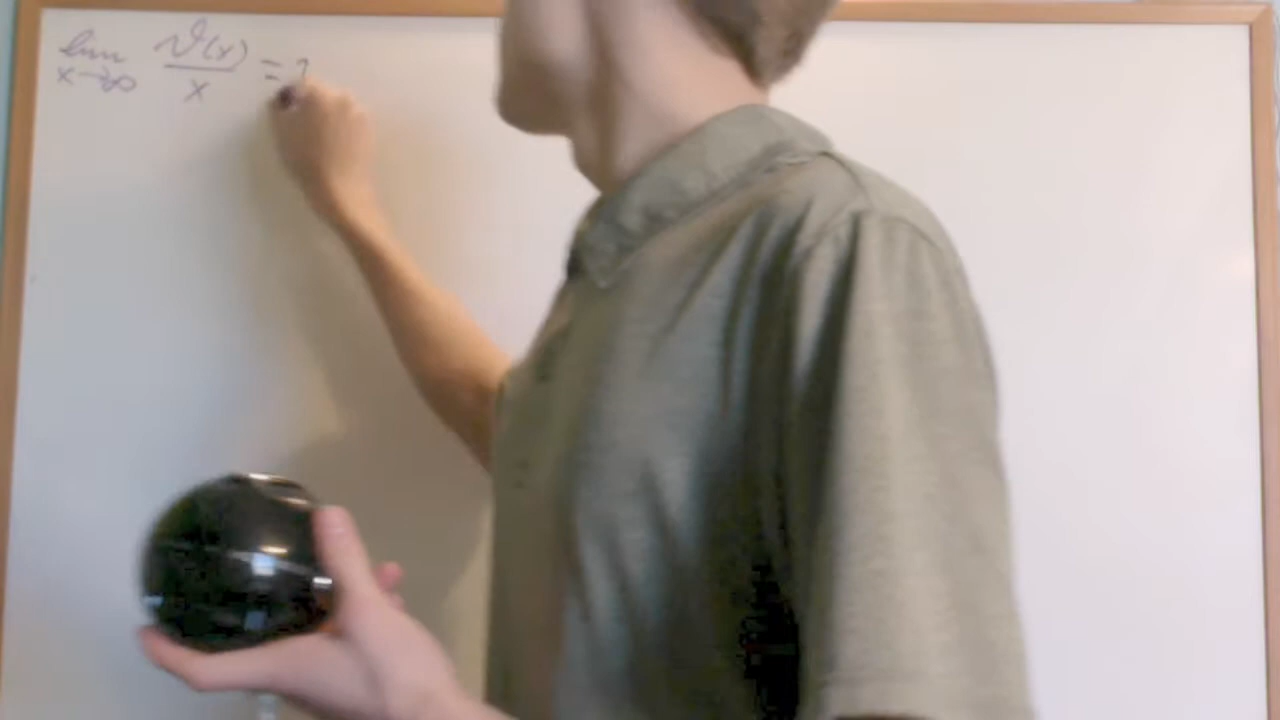 lim x→∞ ϑ(x)/x = ?